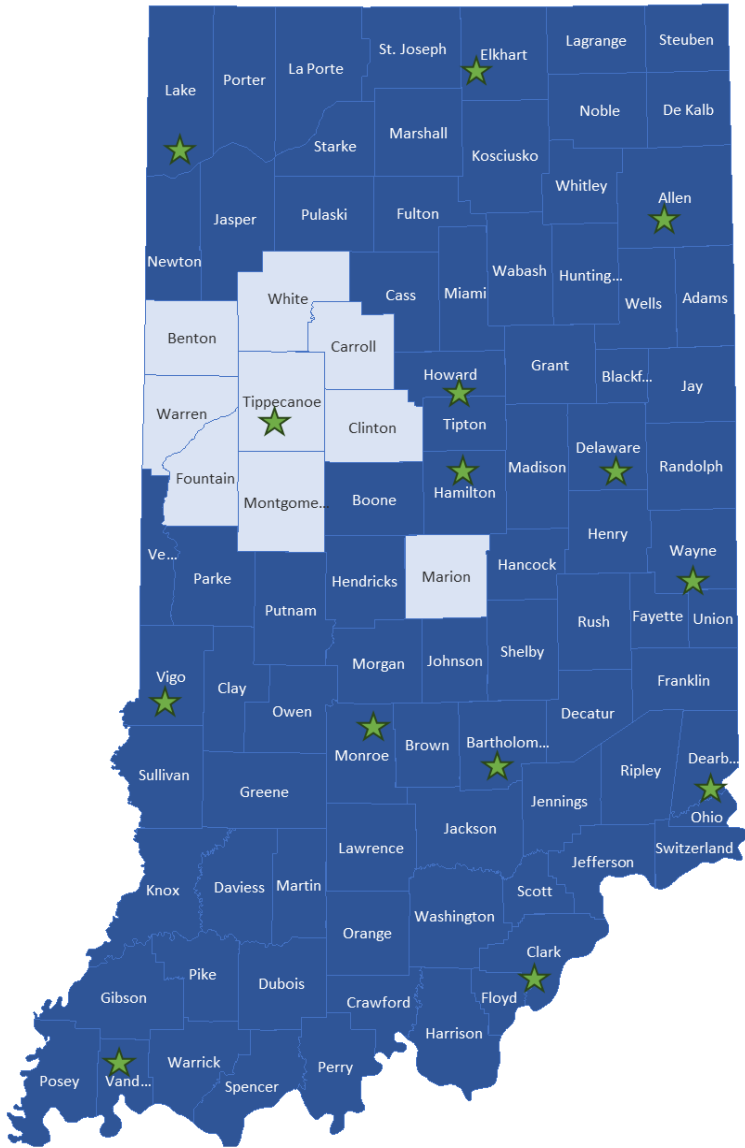 St. Joseph
Elkhart
Lagrange
Steuben
La Porte
Porter
Lake
Noble
De Kalb
Marshall
Starke
Kosciusko
Whitley
Allen
Jasper
Pulaski
Fulton
Newton
Wabash
Hunting...
White
Cass
Miami
Wells
Adams
Benton
Carroll
Grant
Howard
Blackf...
Jay
Warren
Tippecanoe
Clinton
Tipton
Delaware
Madison
Randolph
Fountain
Montgome...
Boone
Hamilton
Henry
Ve...
Wayne
Parke
Hendricks
Marion
Hancock
Putnam
Rush
Fayette
Union
Morgan
Johnson
Shelby
Vigo
Clay
Franklin
Owen
Decatur
Monroe
Brown
Bartholom...
Dearb...
Sullivan
Ripley
Greene
Jennings
Ohio
Jackson
Lawrence
Switzerland
Jefferson
Knox
Daviess
Martin
Scott
Washington
Orange
Clark
Pike
Dubois
Gibson
Crawford
Floyd
Harrison
Warrick
Perry
Posey
Vand...
Spencer